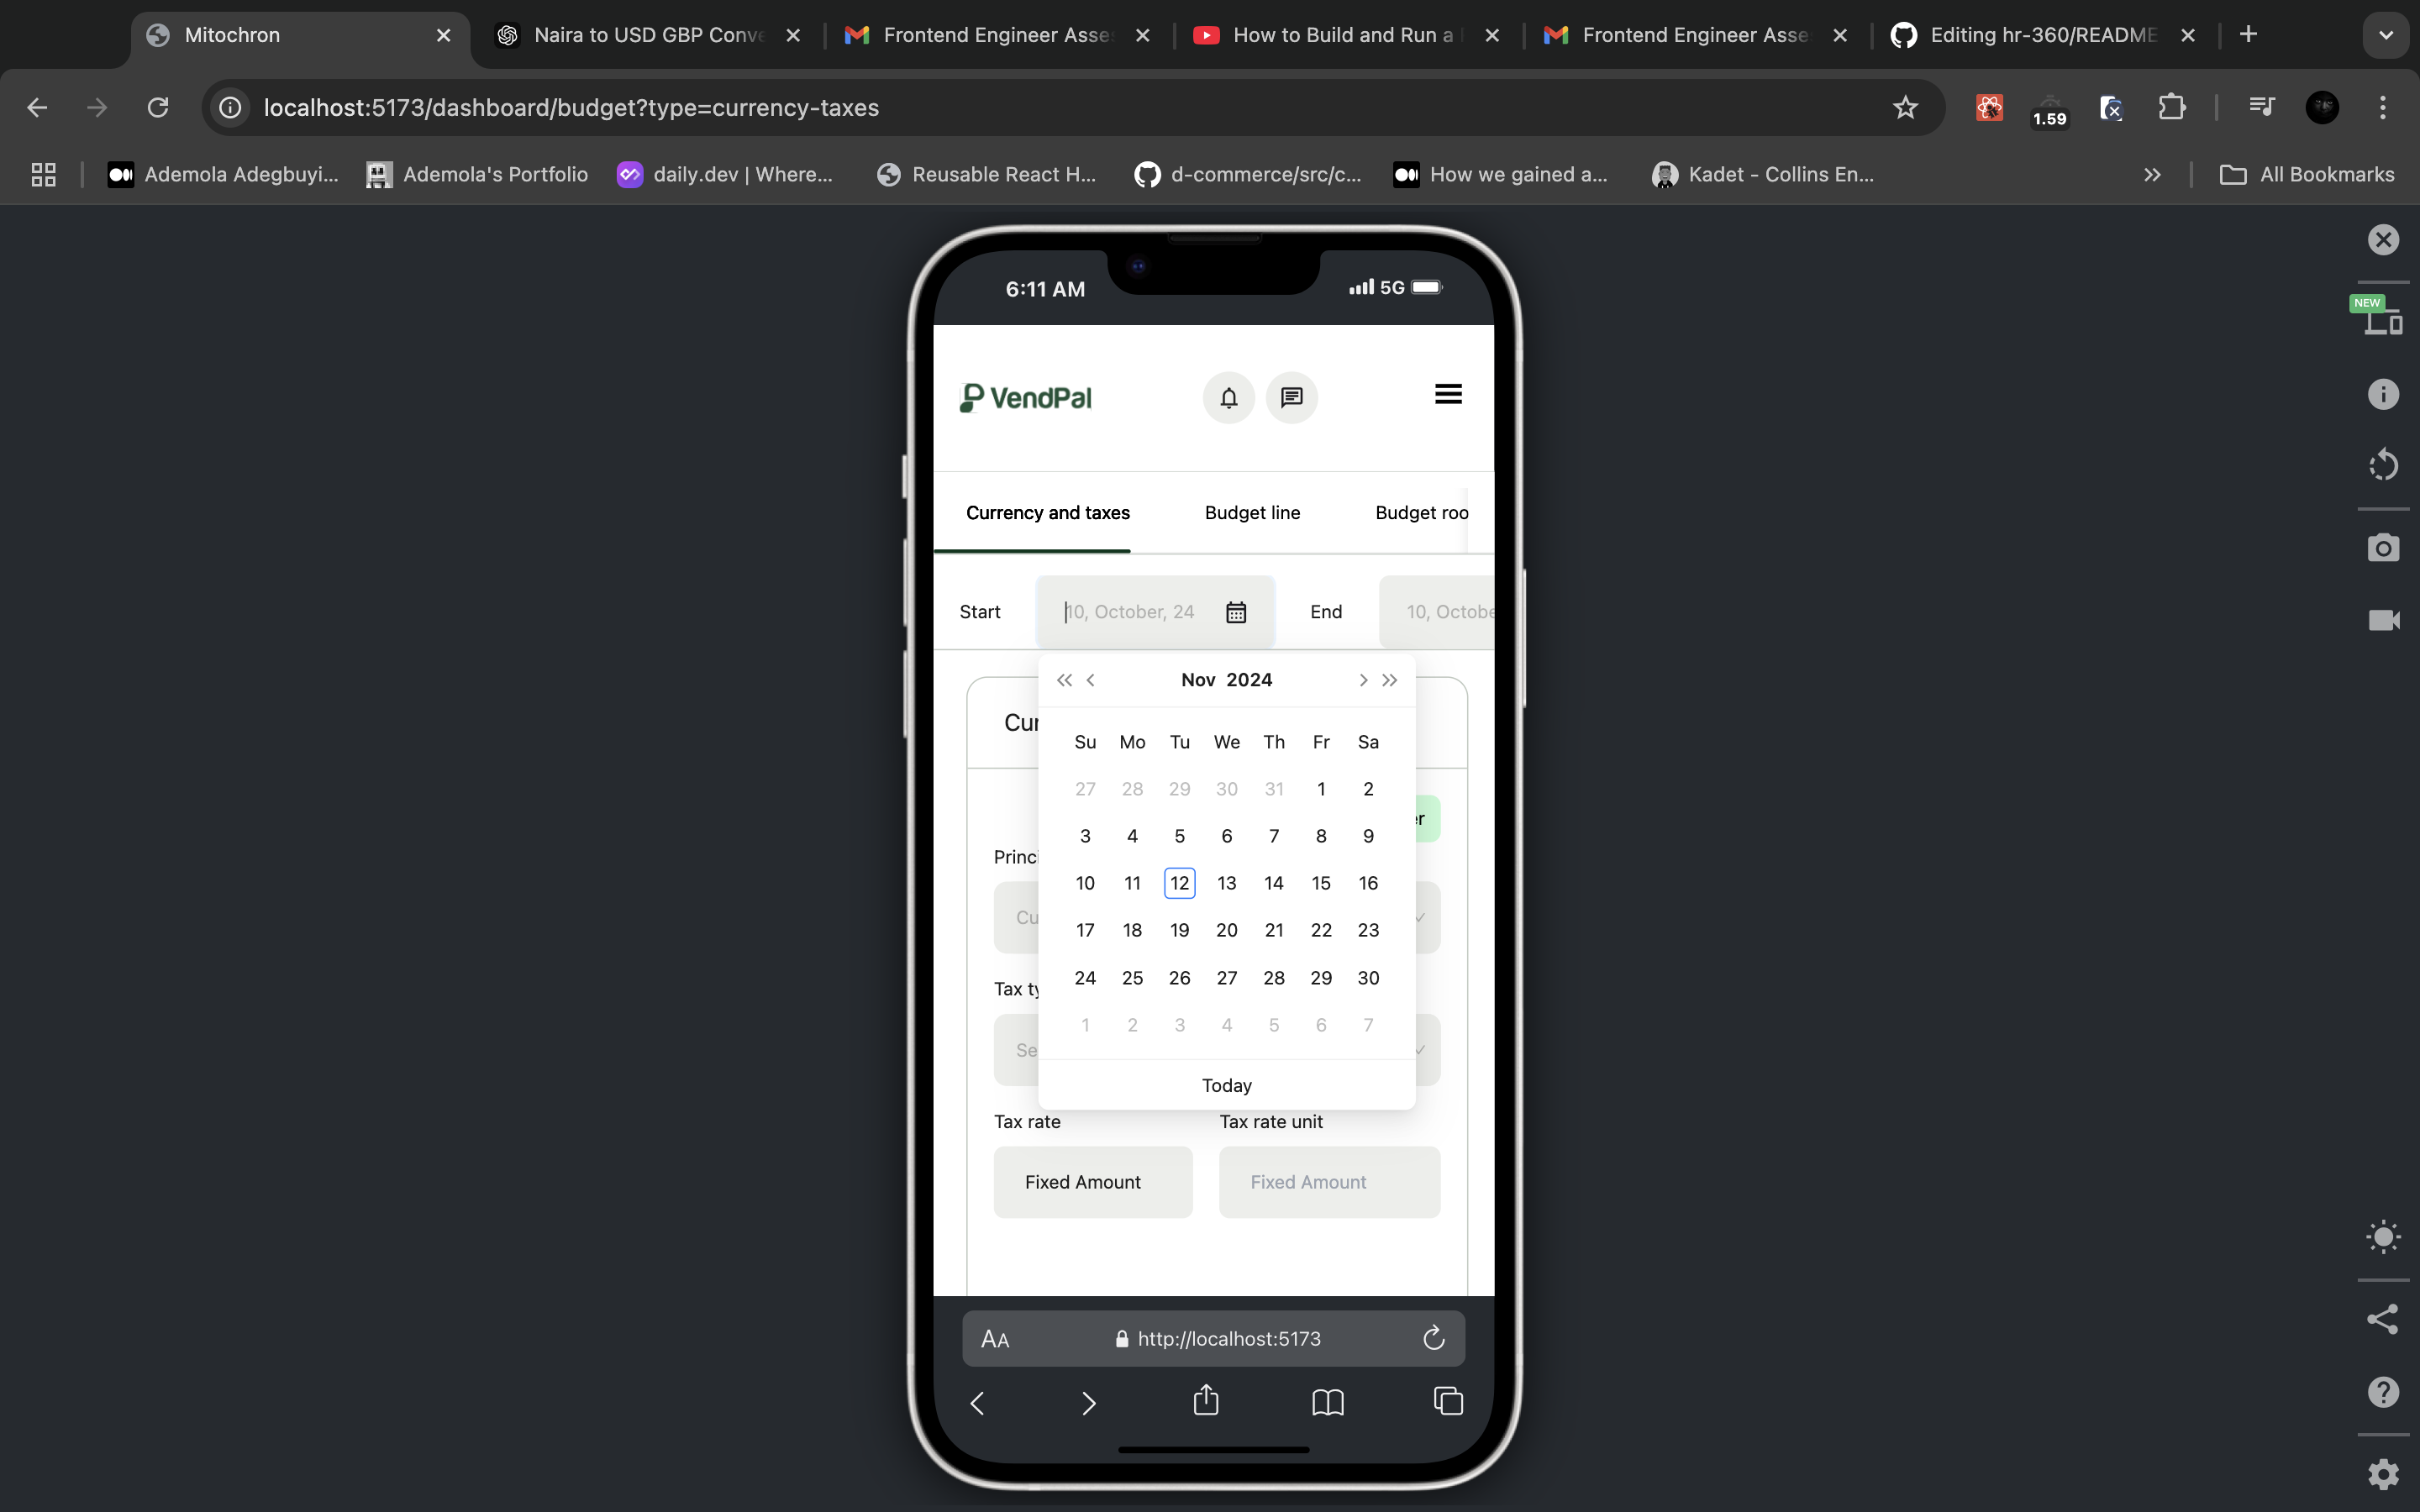 Mitochron
Naira to USD GBP Conve
Frontend Engineer Asses
How to Build and Run a
Frontend Engineer Asse
Editing hr-360/README
localhost:5173/dashboard/budget?type=currency-taxes
1.59
Ademola Adegbuyi...
Ademola's Portfolio
daily.dev | Where...
Reusable React H...
d-commerce/src/c...
How we gained a...
Kadet - Collins En...
All Bookmarks
NEW
6:11 AM
5G
VendPal
Currency and taxes
Budget line
Budget roo
Start
10, October, 24
End
10, Octobe
Nov 2024
Su Mo Tu We Th Fr Sa
27 28 29 30 31 1 2
3 4 5 6 7 8 9
10 11 12 13 14 15 16
17 18 19 20 21 22 23
24 25 26 27 28 29 30
1 2 3 4 5 6 7
Today
Cur
er
Princi
Cu
Tax ty
Se
Tax rate
Tax rate unit
Fixed Amount
Fixed Amount
AA
http://localhost:5173